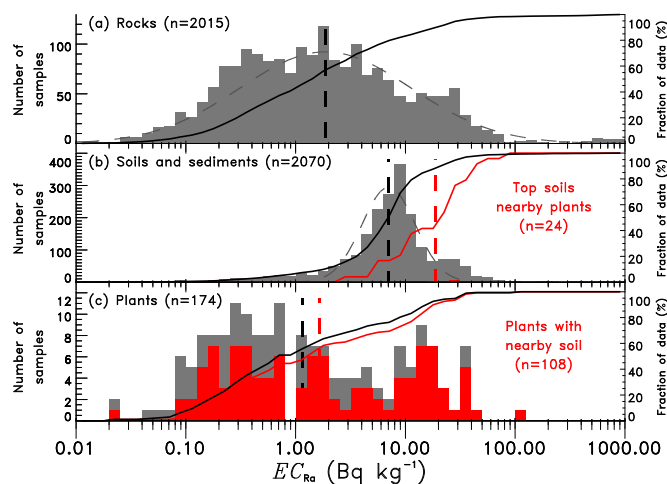 (a) Rocks (n=2015)
Number of
samples
100
50
0
100
80
60
40
20
0
Fraction of data (%)
(b) Soils and sediments (n=2070)
Number of
samples
400
300
200
100
0
Top soils
nearby plants
(n=24)
100
80
60
40
20
0
Fraction of data (%)
(c) Plants (n=174)
Number of
samples
12
10
8
6
4
2
0
Plants with
nearby soil
(n=108)
100
80
60
40
20
0
Fraction of data (%)
0.01 0.10 1.00 10.00 100.00 1000.00
EC_Ra (Bq kg⁻¹)